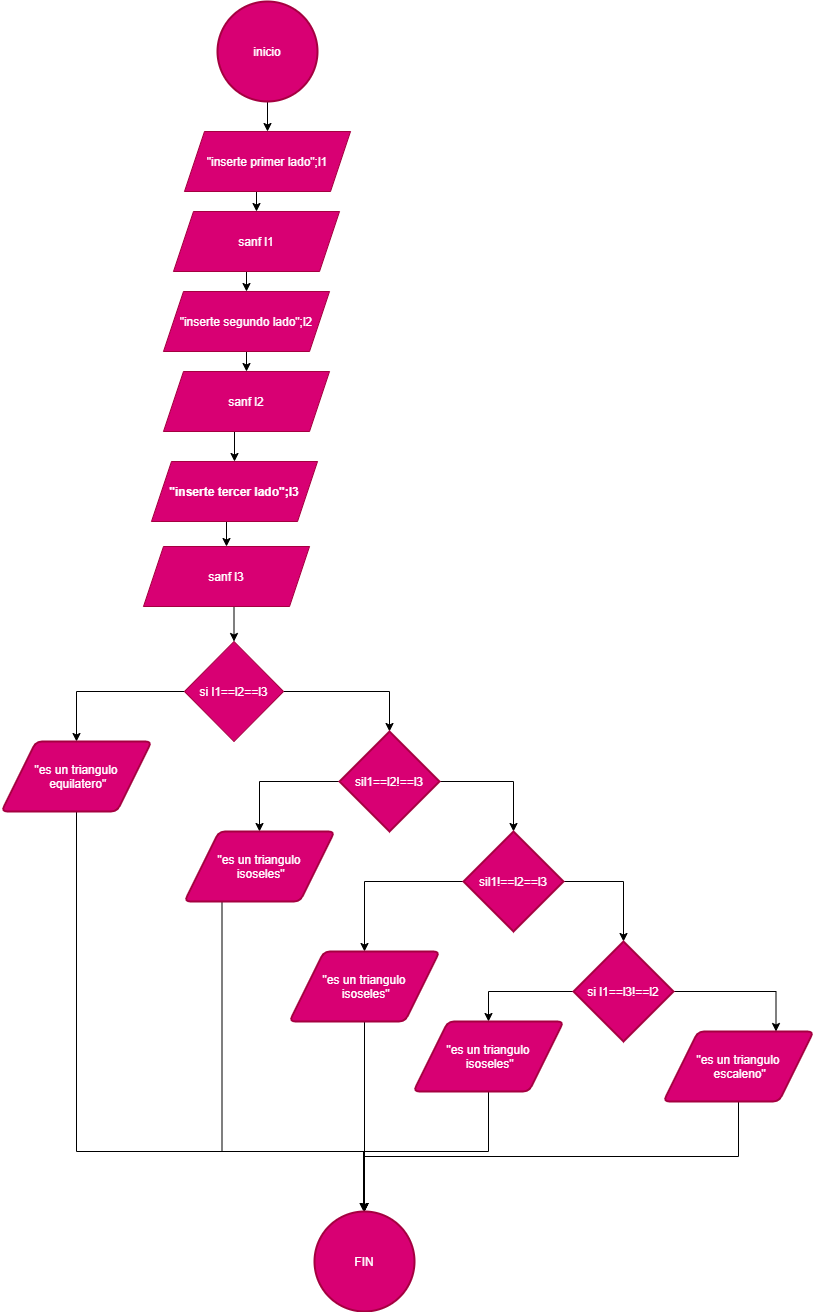 inicio
"inserte primer lado";l1
sanf l1
"inserte segundo lado";l2
sanf l2
"inserte tercer lado";l3
sanf l3
si l1==l2==l3
"es un triangulo
equilatero"
sil1==l2!==l3
"es un triangulo
isoseles"
sil1!==l2==l3
"es un triangulo
isoseles"
si l1==l3!==l2
"es un triangulo
isoseles"
"es un triangulo
escaleno"
FIN